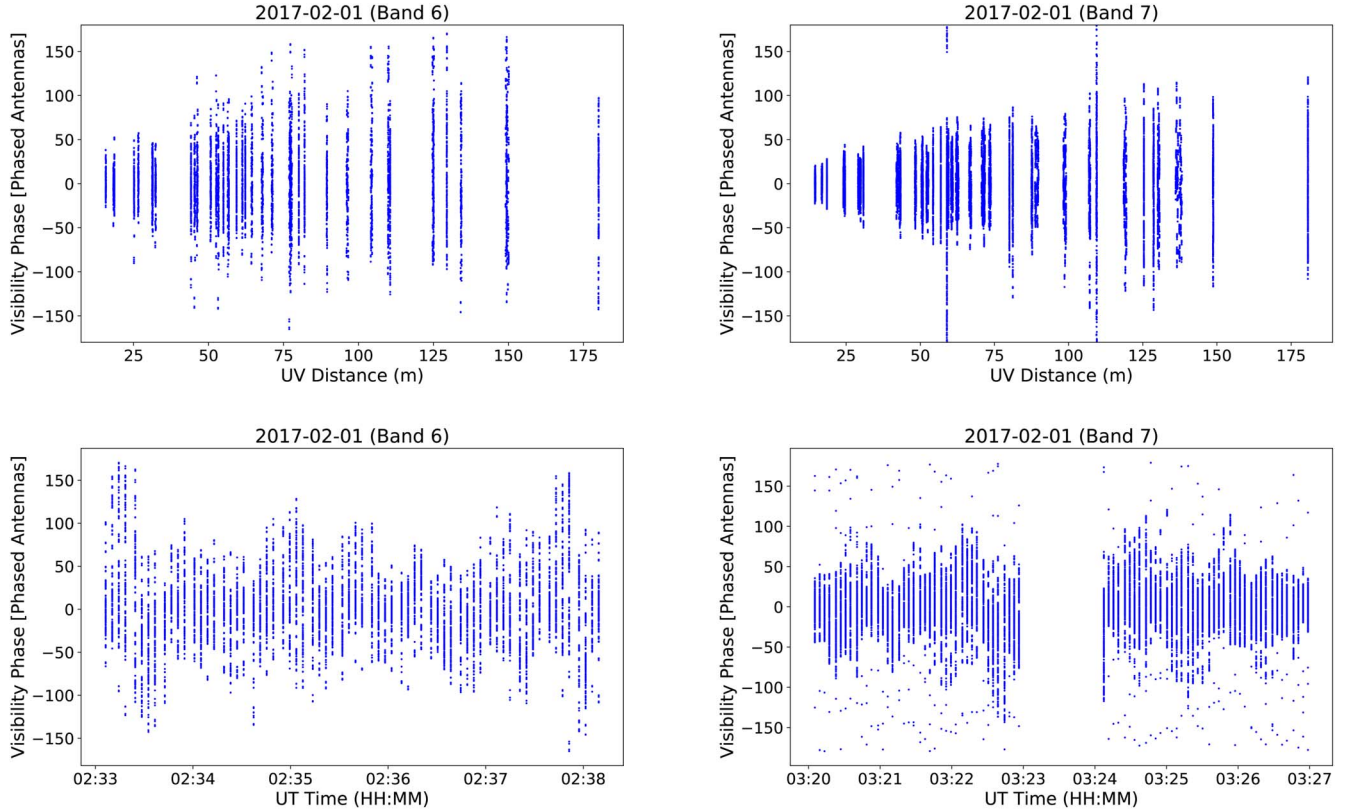 2017-02-01 (Band 6)
150
100
50
0
−50
−100
−150
Visibility Phase [Phased Antennas]
25 50 75 100 125 150 175
UV Distance (m)
2017-02-01 (Band 7)
150
100
50
0
−50
−100
−150
Visibility Phase [Phased Antennas]
25 50 75 100 125 150 175
UV Distance (m)
2017-02-01 (Band 6)
150
100
50
0
−50
−100
−150
Visibility Phase [Phased Antennas]
02:33 02:34 02:35 02:36 02:37 02:38
UT Time (HH:MM)
2017-02-01 (Band 7)
150
100
50
0
−50
−100
−150
Visibility Phase [Phased Antennas]
03:20 03:21 03:22 03:23 03:24 03:25 03:26 03:27
UT Time (HH:MM)